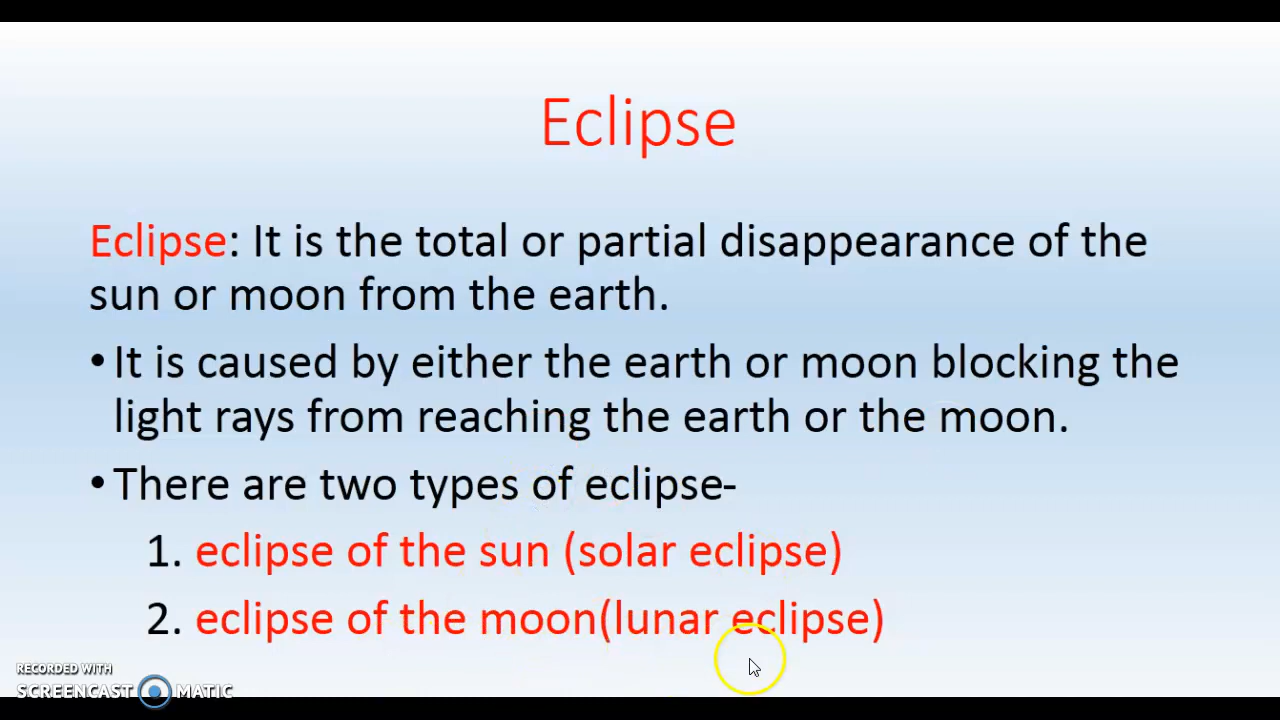 Eclipse
Eclipse: It is the total or partial disappearance of the
sun or moon from the earth.
• It is caused by either the earth or moon blocking the
light rays from reaching the earth or the moon.
• There are two types of eclipse-
1. eclipse of the sun (solar eclipse)
2. eclipse of the moon(lunar eclipse)
RECORDED WITH
SCREENCAST MATIC